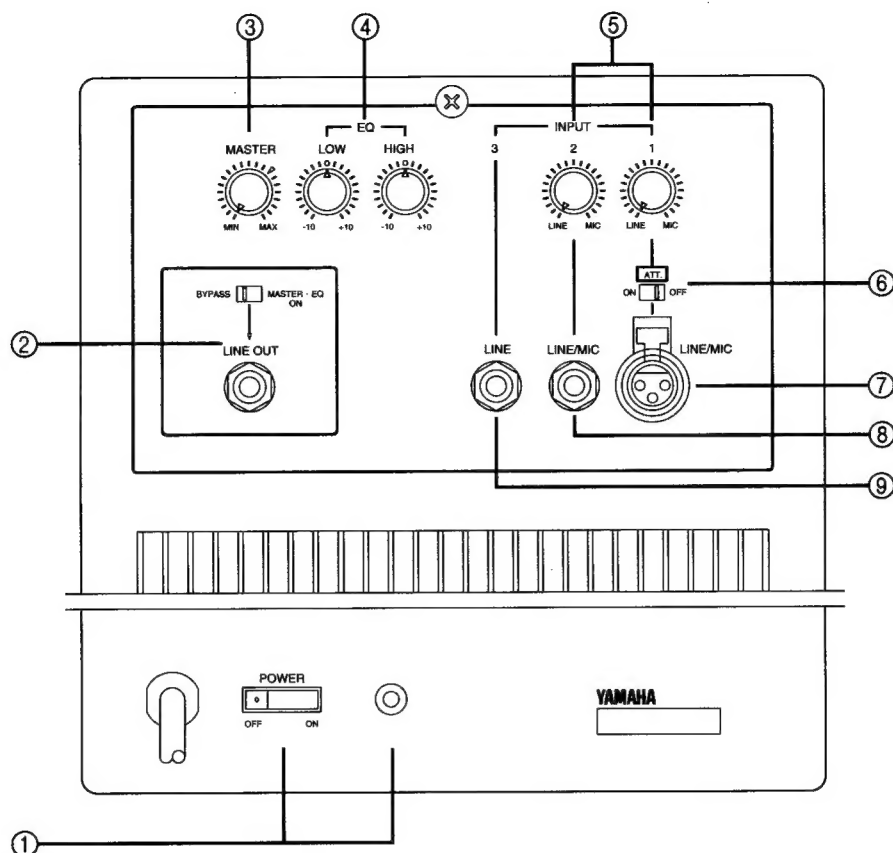 ③ ④ ⑤
EQ INPUT
MASTER LOW HIGH 3 2 1
0 0
MIN MAX -10 +10 -10 +10 LINE MIC LINE MIC
ATT.
ON OFF ⑥
BYPASS MASTER · EQ
ON
② LINE OUT LINE LINE/MIC LINE/MIC
⑦
⑧
⑨
POWER
OFF ON
YAMAHA
①